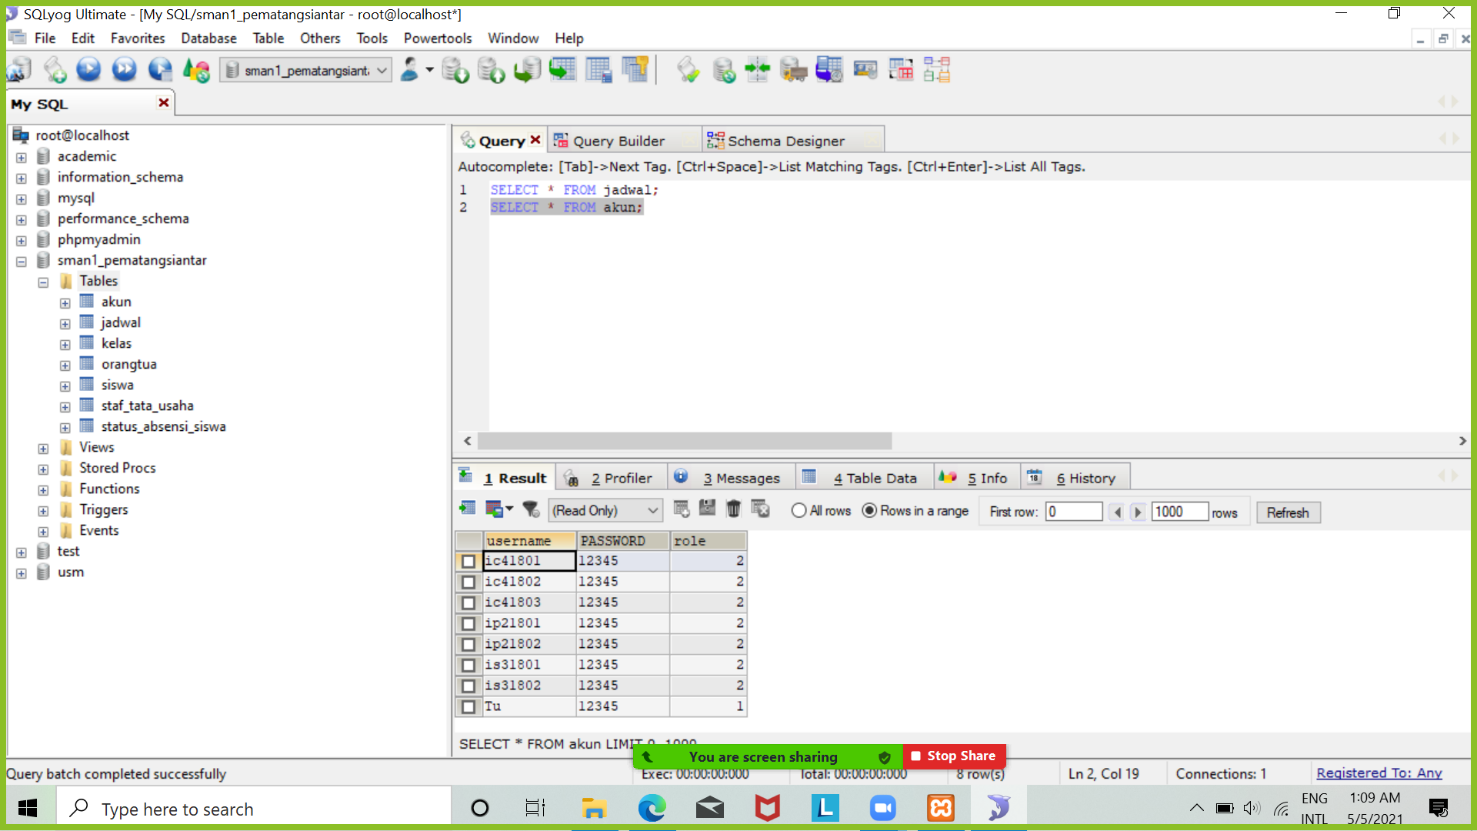 SQLyog Ultimate - [My SQL/sman1_pematangsiantar - root@localhost*]
File Edit Favorites Database Table Others Tools Powertools Window Help
sman1_pematangsiant
My SQL
root@localhost
academic
information_schema
mysql
performance_schema
phpmyadmin
sman1_pematangsiantar
Tables
akun
jadwal
kelas
orangtua
siswa
staf_tata_usaha
status_absensi_siswa
Views
Stored Procs
Functions
Triggers
Events
test
usm
Query Query Builder Schema Designer
Autocomplete: [Tab]->Next Tag. [Ctrl+Space]->List Matching Tags. [Ctrl+Enter]->List All Tags.
1 SELECT * FROM jadwal;
2 SELECT * FROM akun;
1 Result 2 Profiler 3 Messages 4 Table Data 5 Info 6 History
(Read Only) All rows Rows in a range First row: 0 1000 rows Refresh
username PASSWORD role
ic41801 12345 2
ic41802 12345 2
ic41803 12345 2
ip21801 12345 2
ip21802 12345 2
is31801 12345 2
is31802 12345 2
Tu 12345 1
SELECT * FROM akun LIMIT 0, 1000
You are screen sharing Stop Share
Query batch completed successfully Exec: 00:00:00:000 Total: 00:00:00:000 8 row(s) Ln 2, Col 19 Connections: 1 Registered To: Any
Type here to search
L
ENG 1:09 AM
INTL 5/5/2021